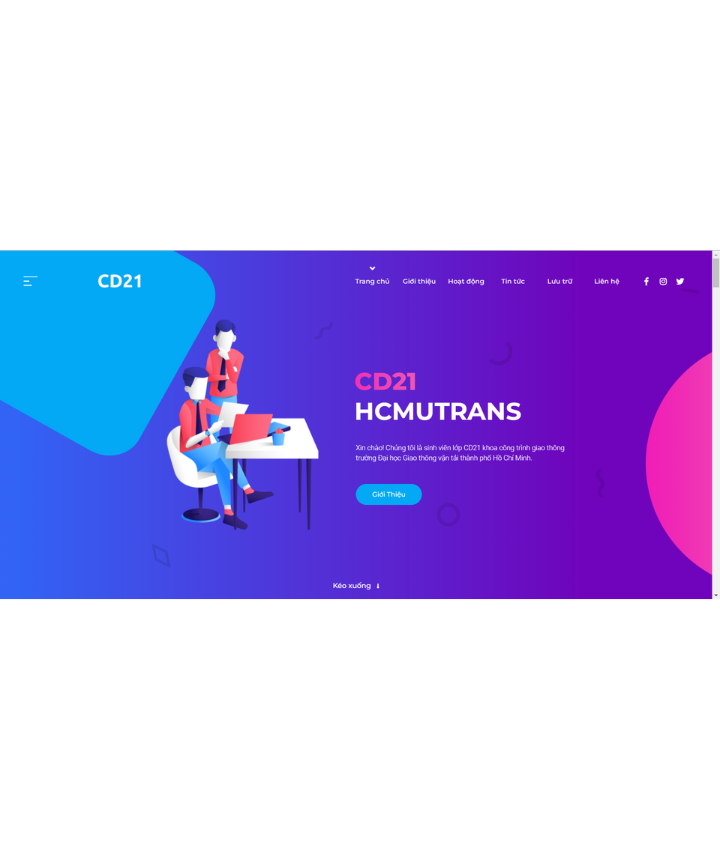 CD21
Trang chủ Giới thiệu Hoạt động Tin tức Lưu trữ Liên hệ
CD21
HCMUTRANS
Xin chào! Chúng tôi là sinh viên lớp CD21 khoa công trình giao thông
trường Đại học Giao thông vận tải thành phố Hồ Chí Minh.
Giới Thiệu
Kéo xuống